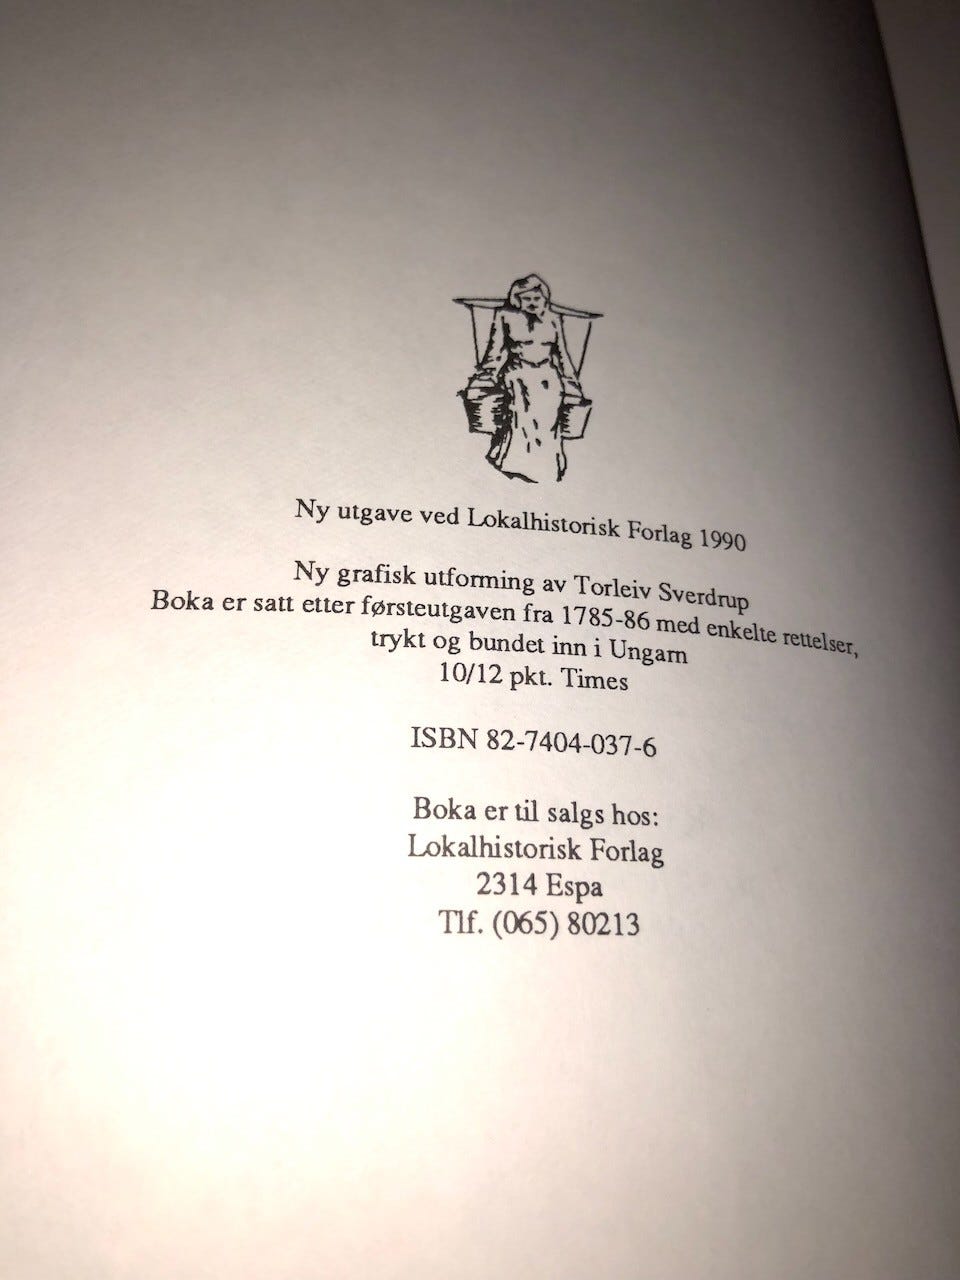 Ny utgave ved Lokalhistorisk Forlag 1990
Ny grafisk utforming av Torleiv Sverdrup
Boka er satt etter førsteutgaven fra 1785-86 med enkelte rettelser,
trykt og bundet inn i Ungarn
10/12 pkt. Times
ISBN 82-7404-037-6
Boka er til salgs hos:
Lokalhistorisk Forlag
2314 Espa
Tlf. (065) 80213